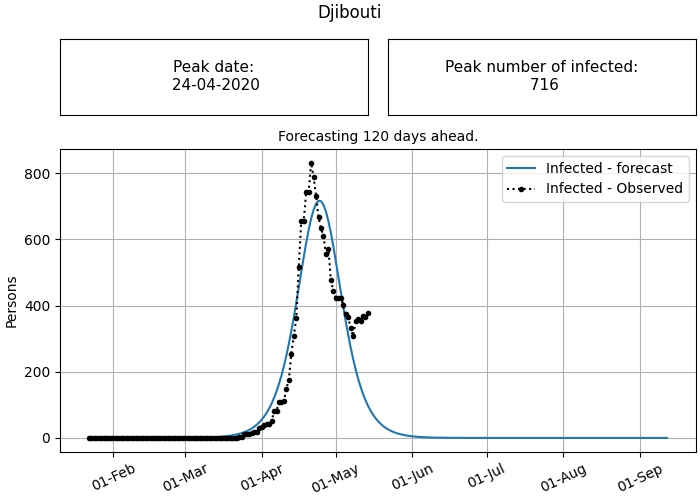 Djibouti
Peak date:
24-04-2020
Peak number of infected:
716
Forecasting 120 days ahead.
Infected - forecast
Infected - Observed
Persons
800
600
400
200
0
01-Feb
01-Mar
01-Apr
01-May
01-Jun
01-Jul
01-Aug
01-Sep